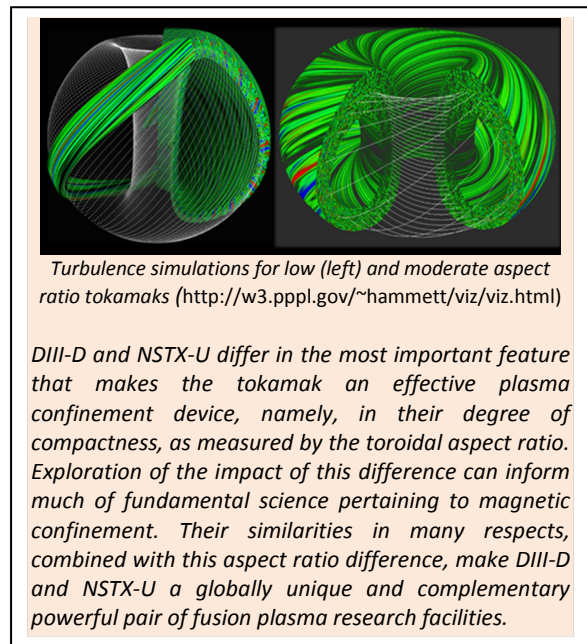 Turbulence simulations for low (left) and moderate aspect
ratio tokamaks (http://w3.pppl.gov/~hammett/viz/viz.html)
DIII-D and NSTX-U differ in the most important feature
that makes the tokamak an effective plasma
confinement device, namely, in their degree of
compactness, as measured by the toroidal aspect ratio.
Exploration of the impact of this difference can inform
much of fundamental science pertaining to magnetic
confinement. Their similarities in many respects,
combined with this aspect ratio difference, make DIII-D
and NSTX-U a globally unique and complementary
powerful pair of fusion plasma research facilities.